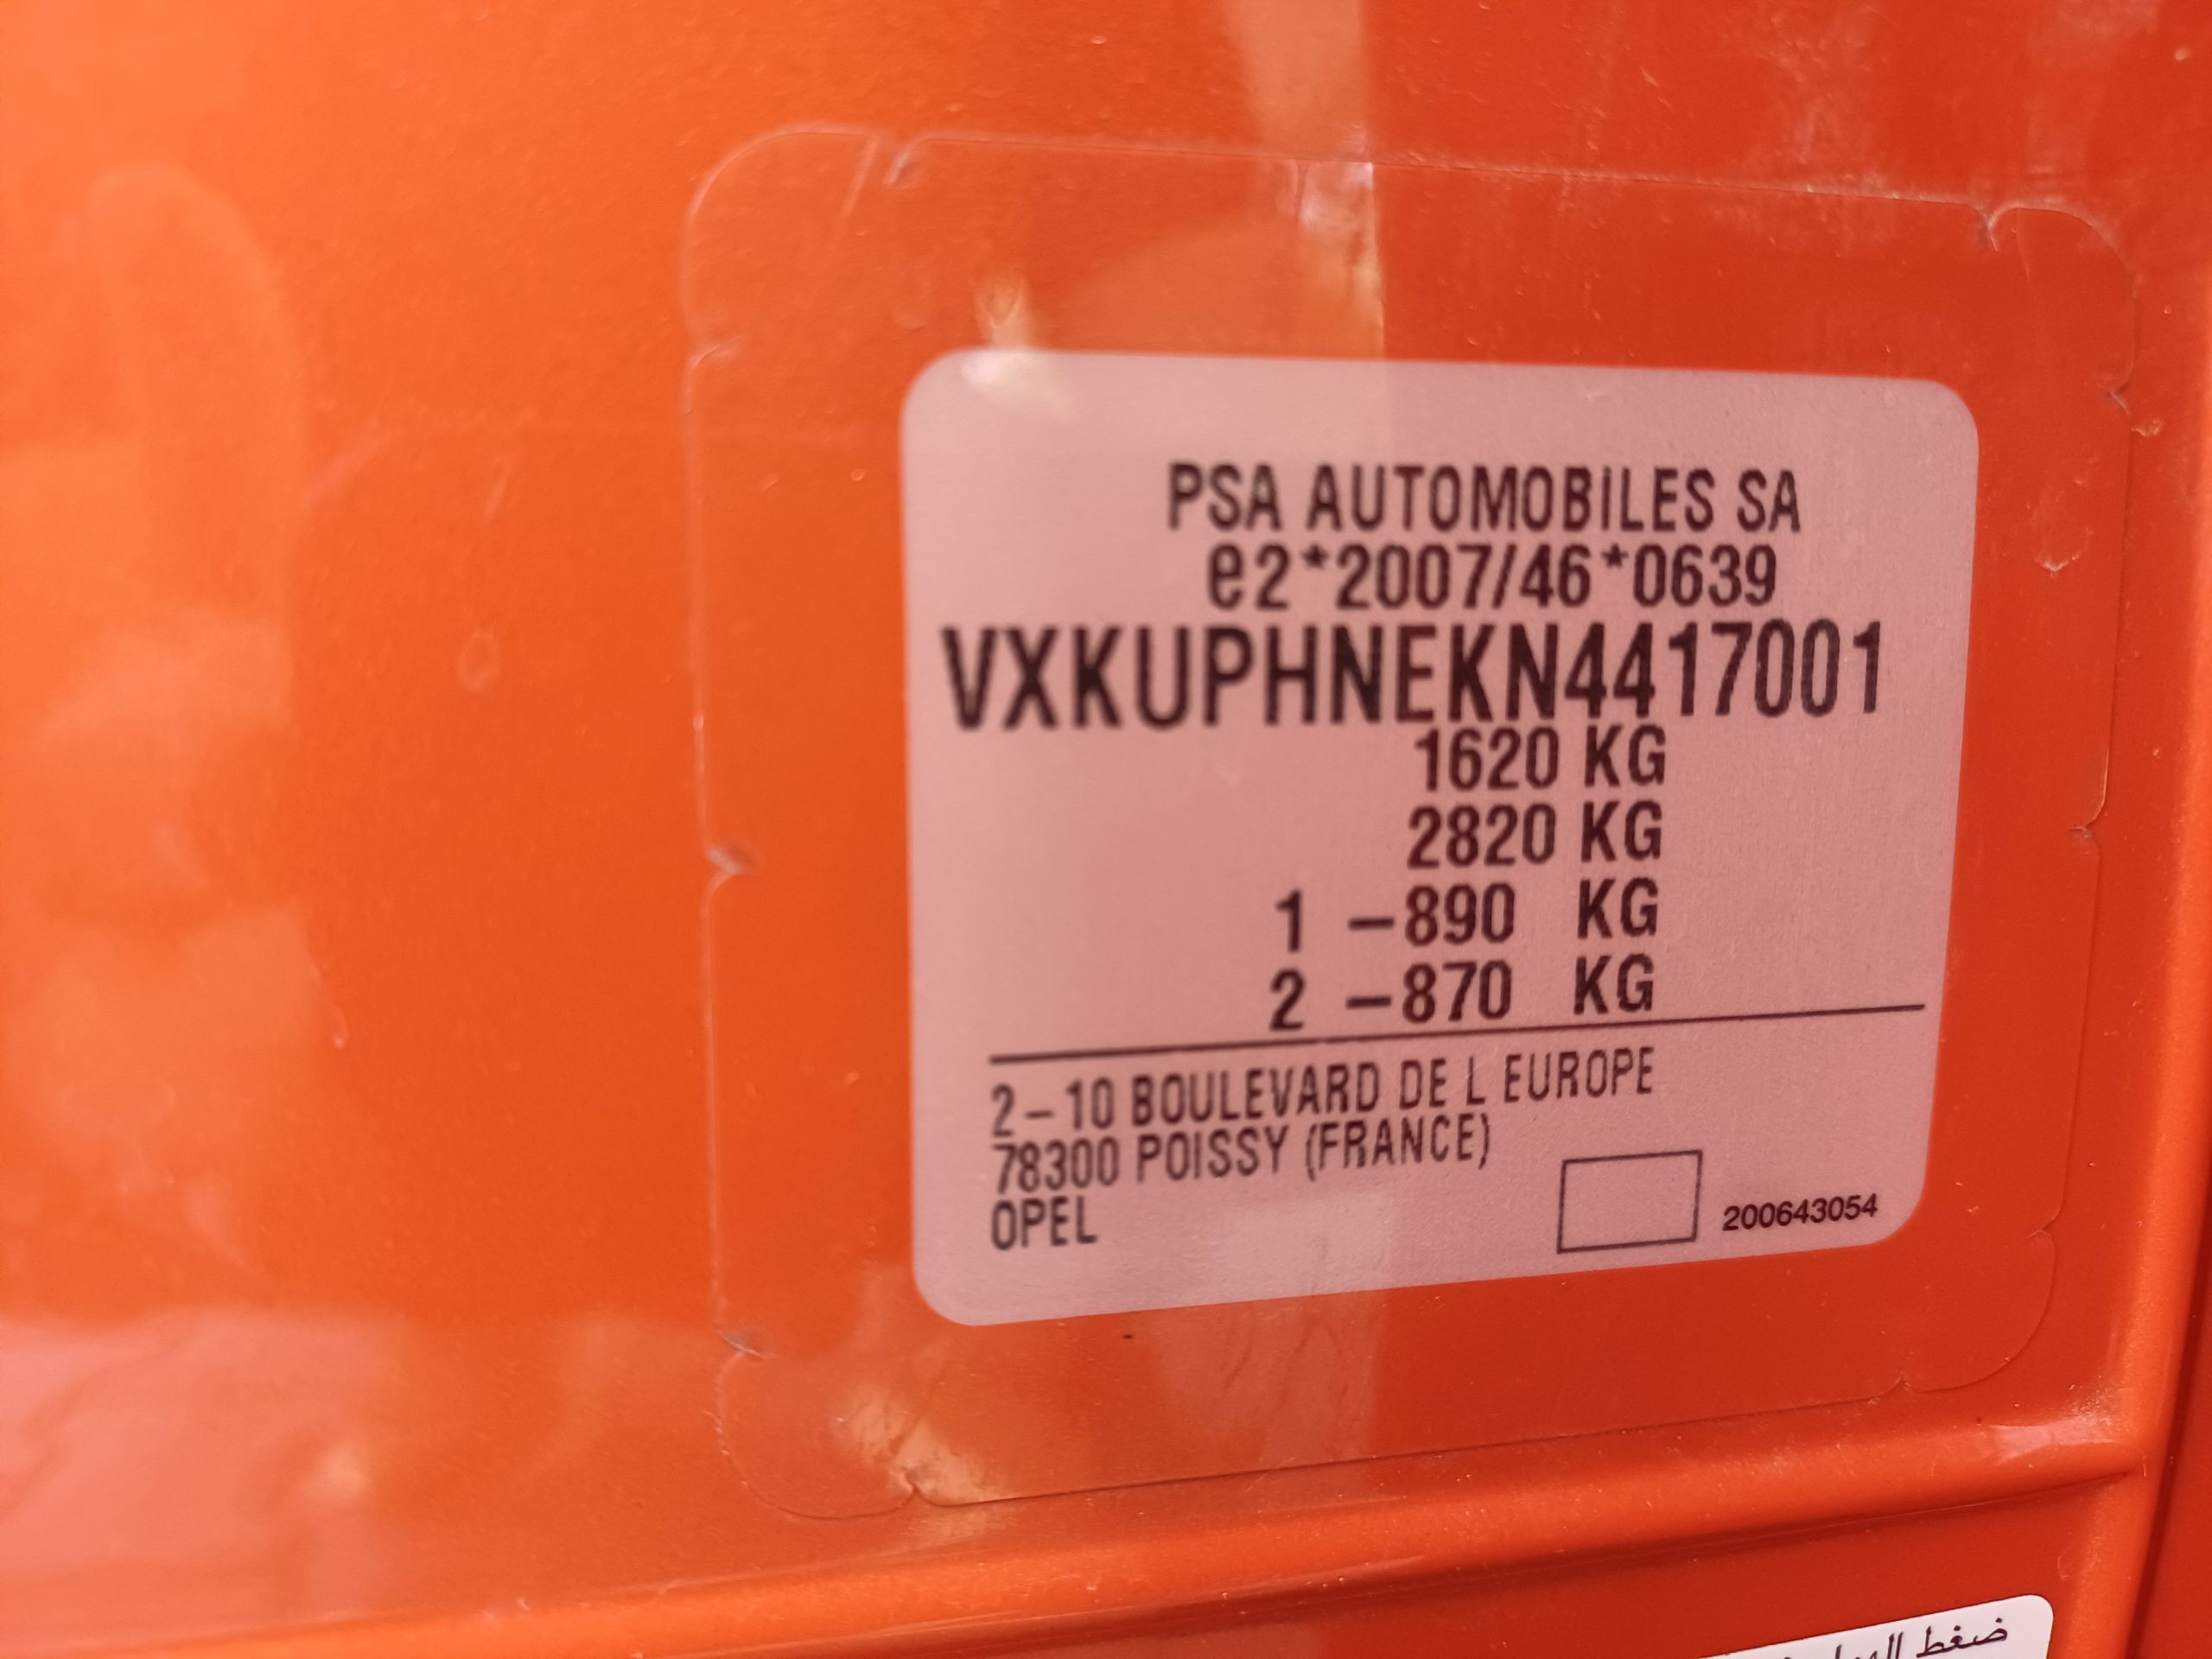 PSA AUTOMOBILES SA
e2*2007/46*0639
VXKUPHNEKN4417001
1620 KG
2820 KG
1 –890 KG
2 –870 KG
2–10 BOULEVARD DE L EUROPE
78300 POISSY (FRANCE)
OPEL
200643054
ضغط